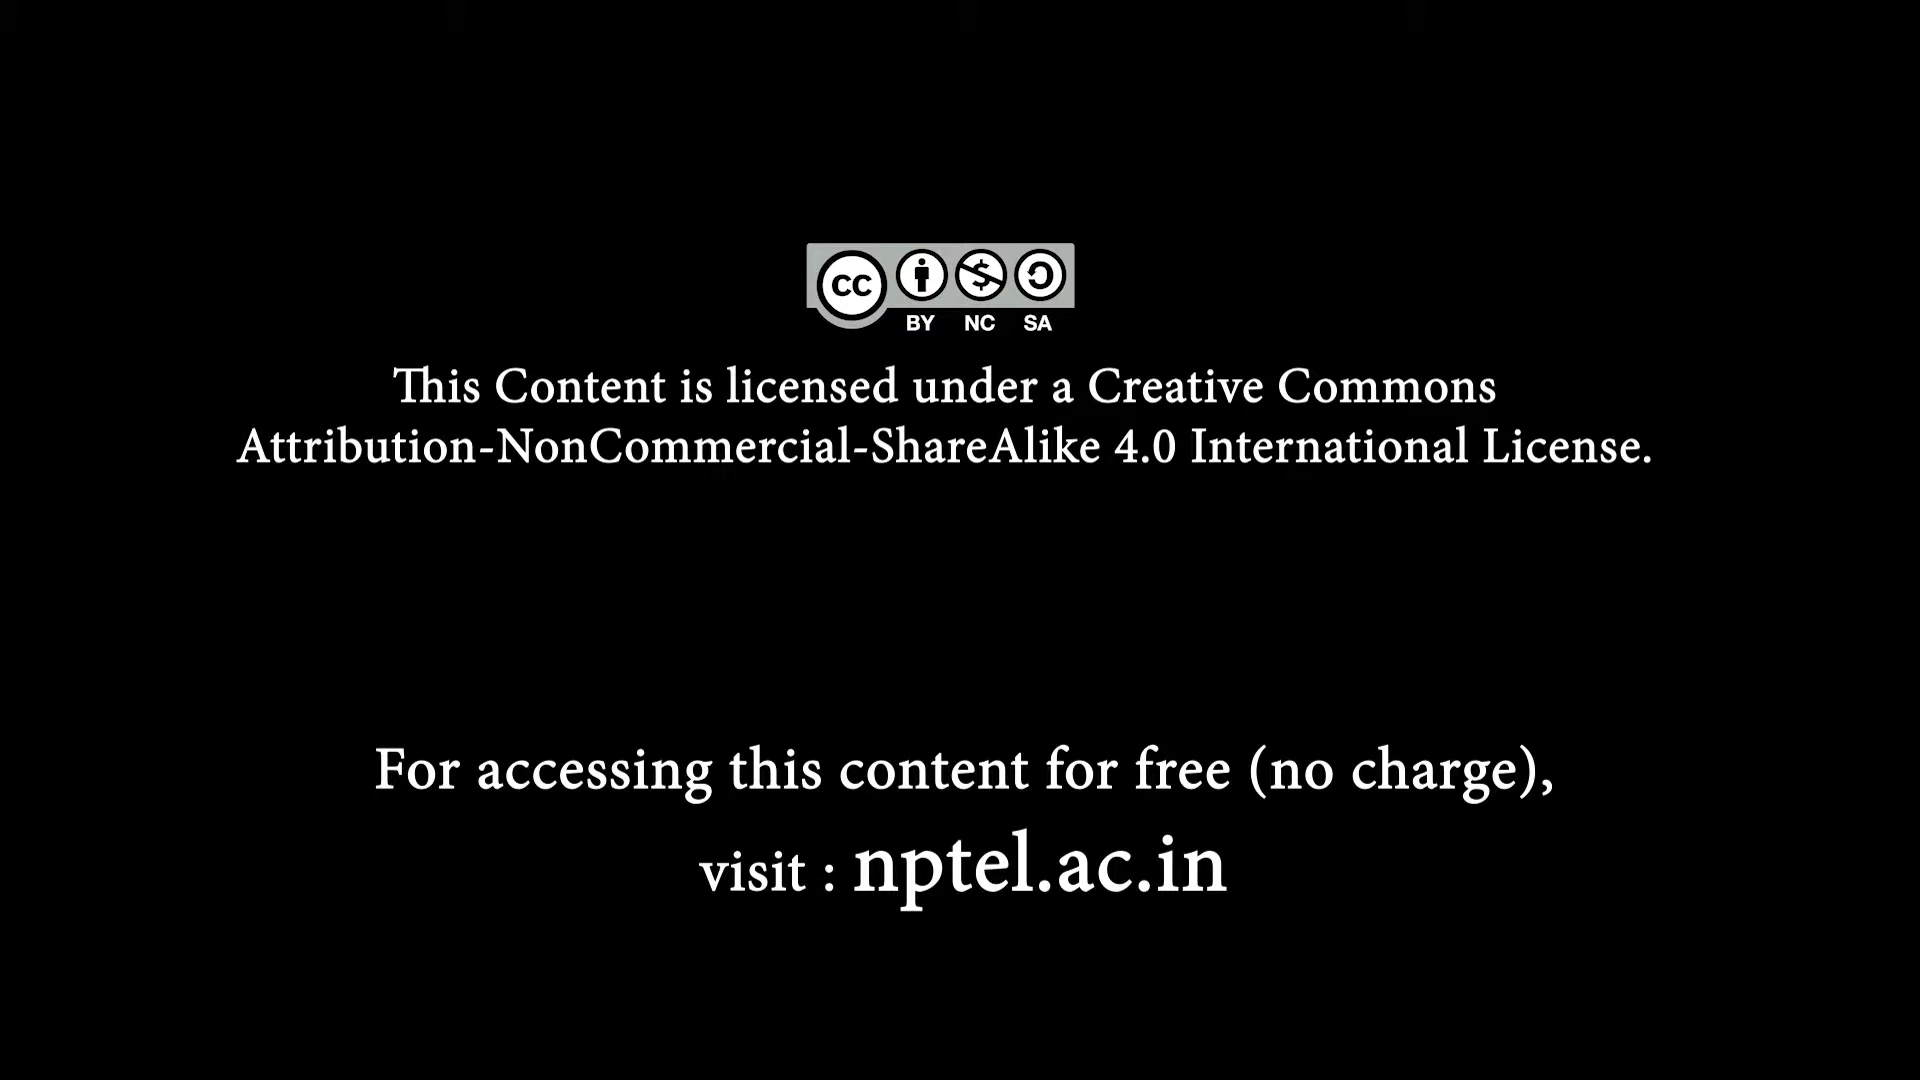 cc
BY NC SA
This Content is licensed under a Creative Commons
Attribution-NonCommercial-ShareAlike 4.0 International License.
For accessing this content for free (no charge),
visit : nptel.ac.in